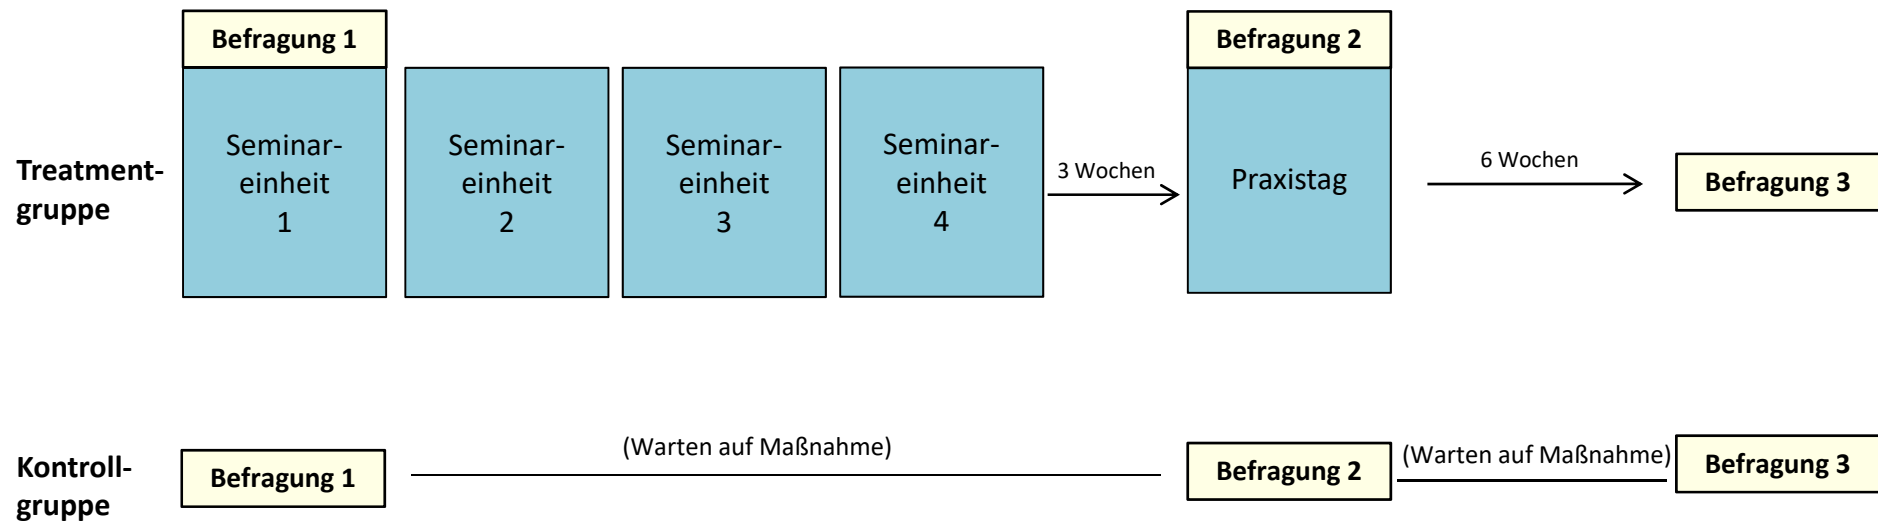 Befragung 1
Befragung 2
Treatment-
gruppe
Seminar-
einheit
1
Seminar-
einheit
2
Seminar-
einheit
3
Seminar-
einheit
4
3 Wochen
Praxistag
6 Wochen
Befragung 3
Kontroll-
gruppe
Befragung 1
(Warten auf Maßnahme)
Befragung 2
(Warten auf Maßnahme)
Befragung 3